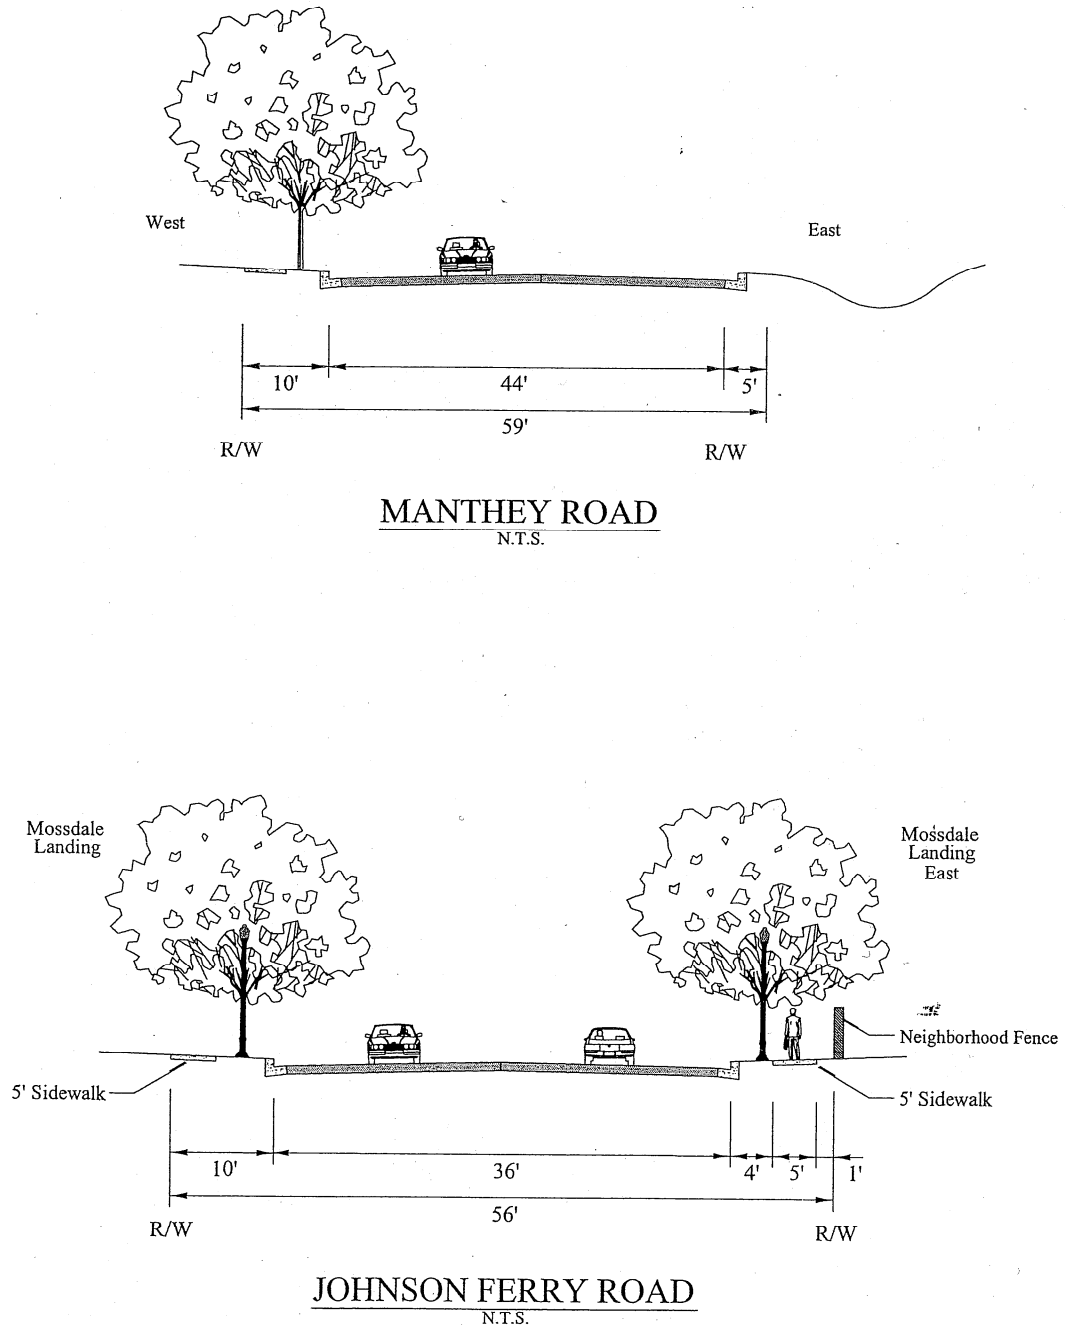 West
East
10'
44'
5'
59'
R/W
R/W
MANTHEY ROAD
N.T.S.
Mossdale
Landing
Mossdale
Landing
East
Neighborhood Fence
5' Sidewalk
5' Sidewalk
10'
36'
4'
5'
1'
56'
R/W
R/W
JOHNSON FERRY ROAD
N.T.S.